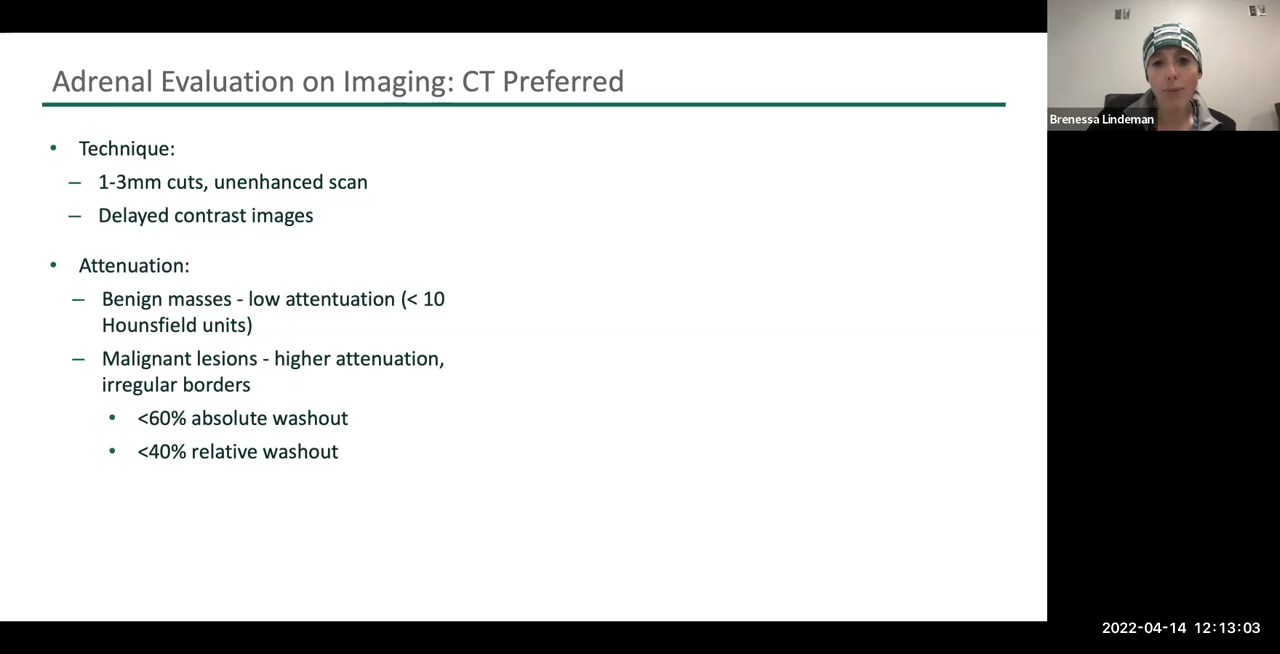 Adrenal Evaluation on Imaging: CT Preferred
• Technique:
– 1-3mm cuts, unenhanced scan
– Delayed contrast images
• Attenuation:
– Benign masses - low attentuation (< 10
Hounsfield units)
– Malignant lesions - higher attenuation,
irregular borders
• <60% absolute washout
• <40% relative washout
Brenessa Lindeman
2022-04-14 12:13:03